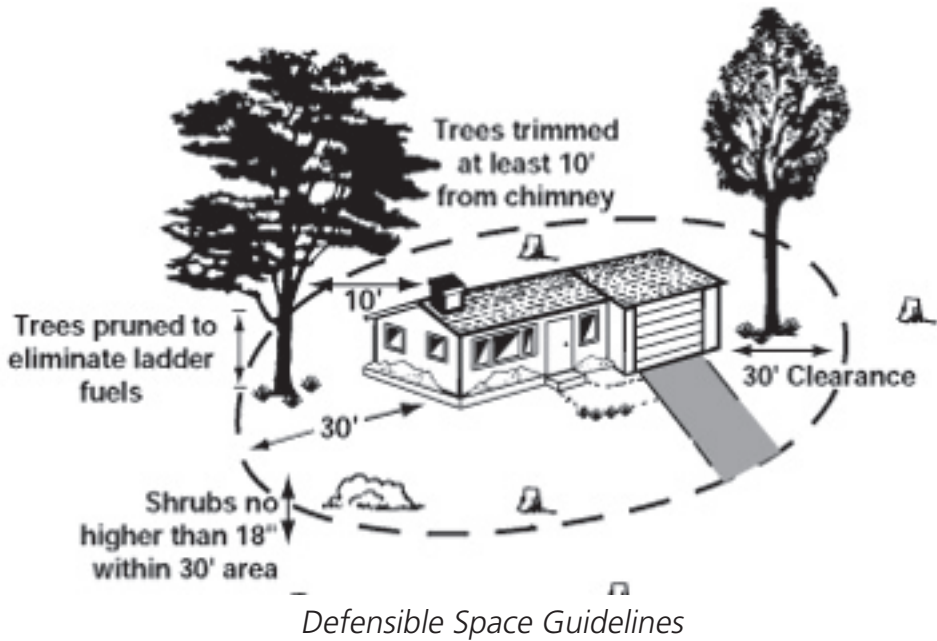 Trees trimmed
at least 10'
from chimney
10'
Trees pruned to
eliminate ladder
fuels
30' Clearance
30'
Shrubs no
higher than 18"
within 30' area
Defensible Space Guidelines